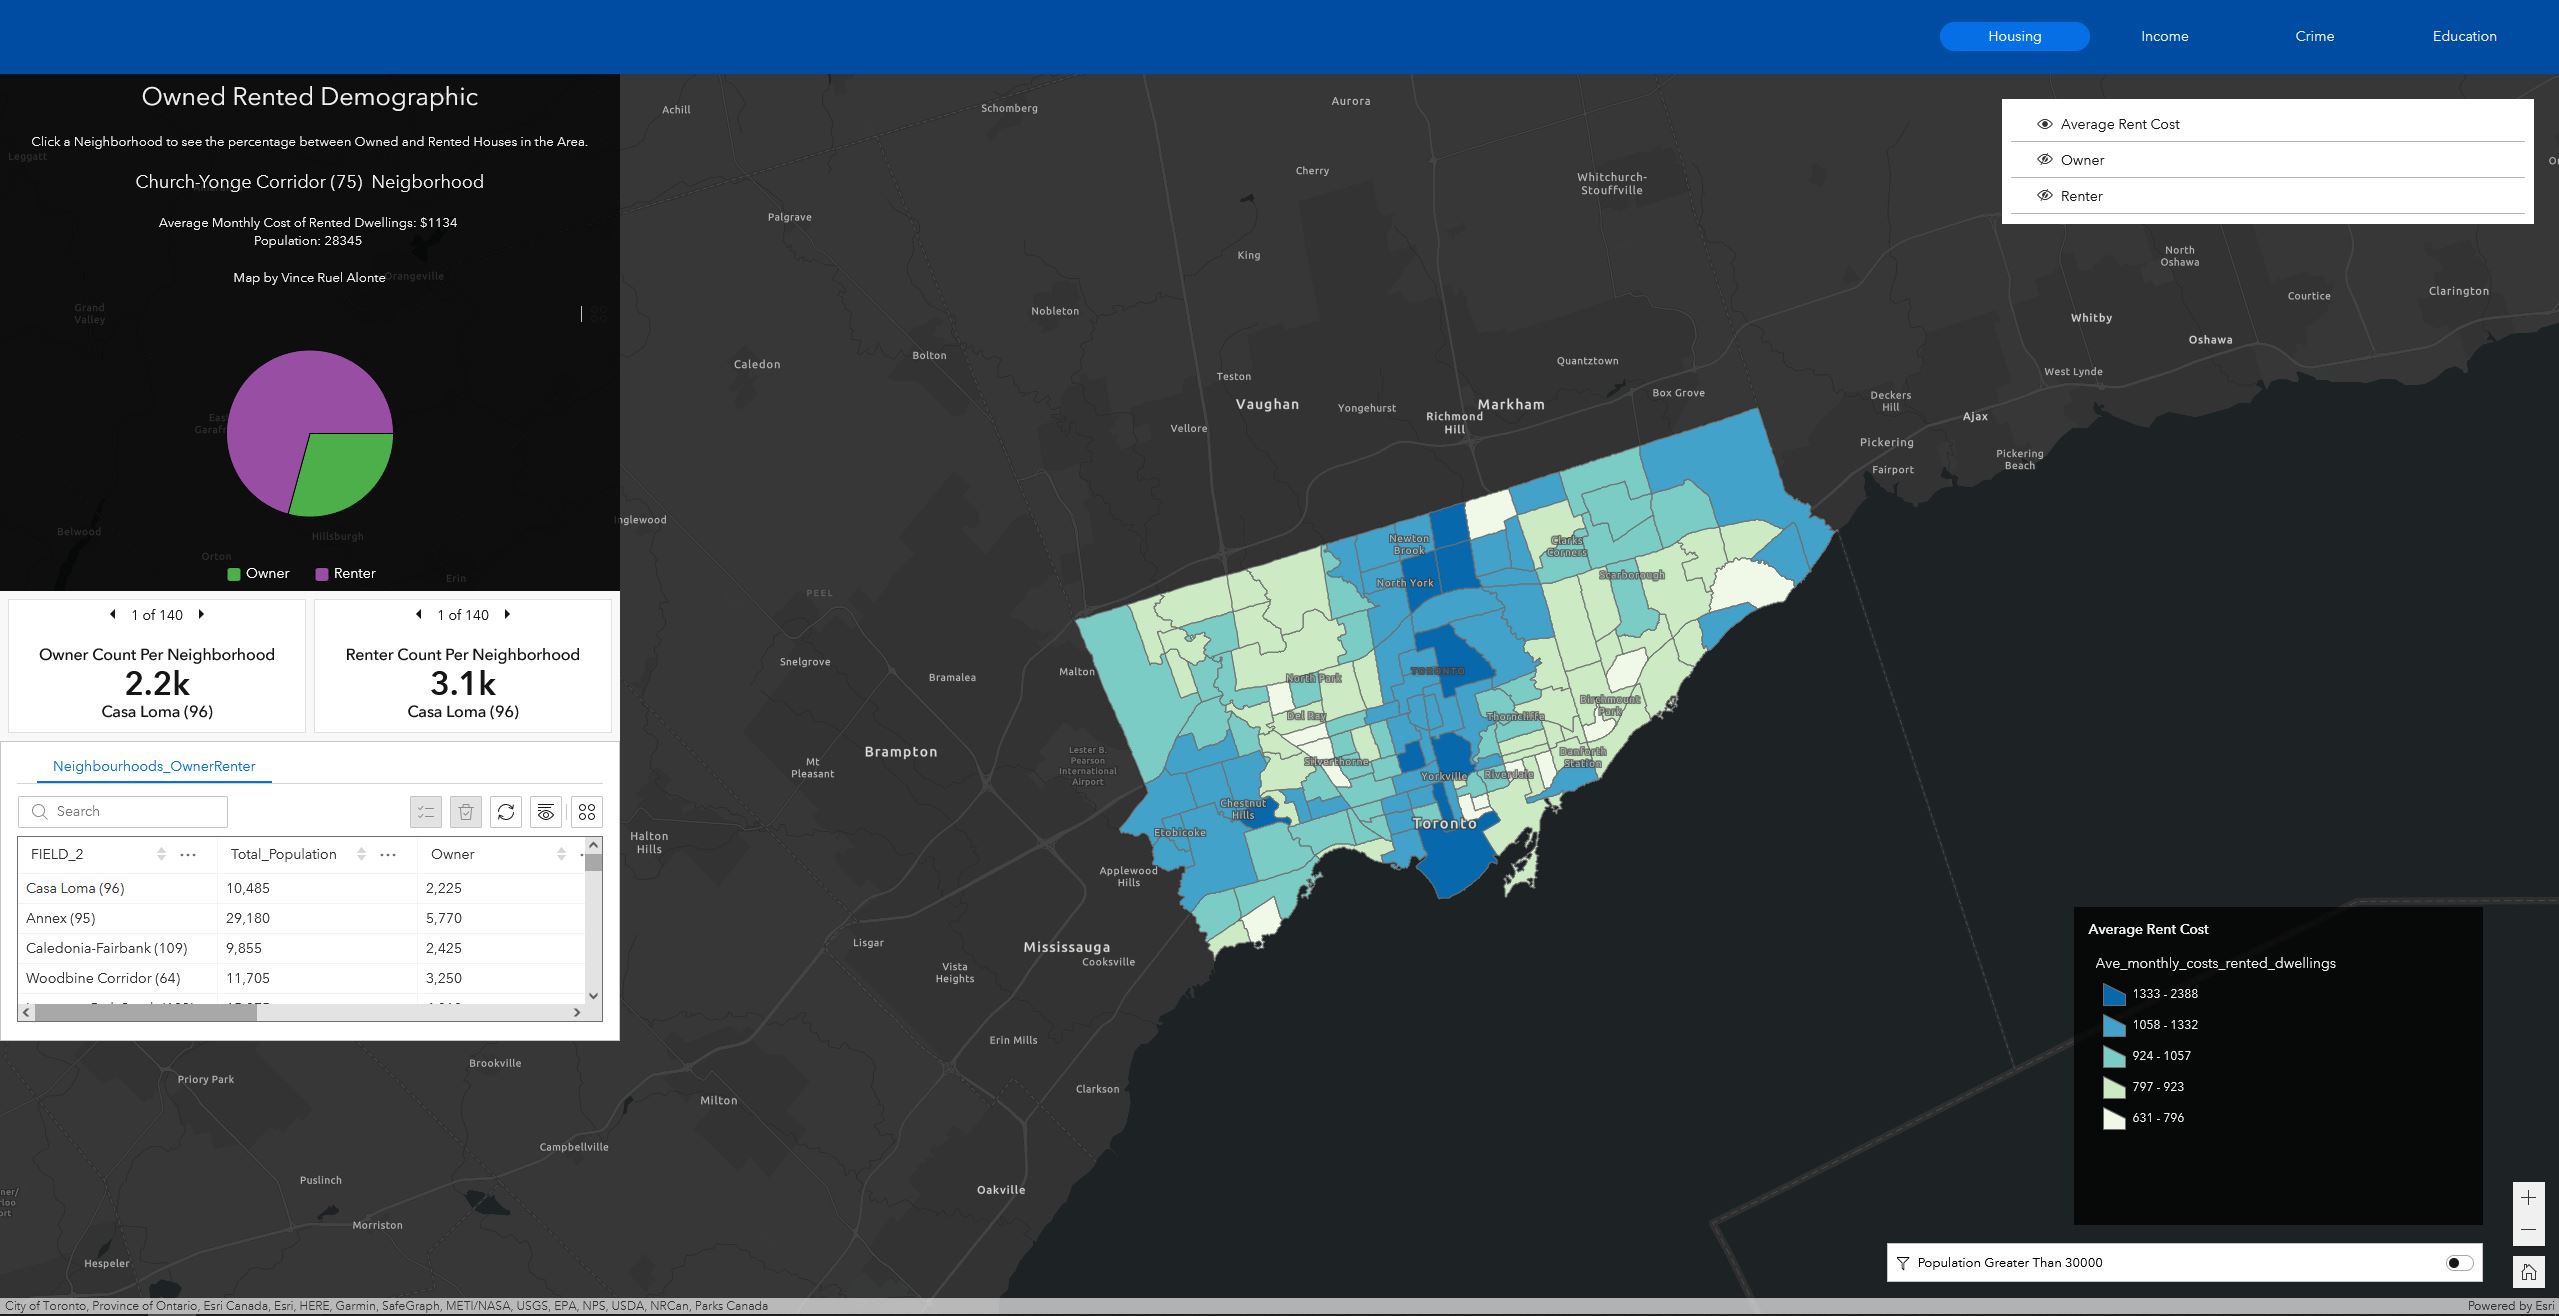 Housing
Income
Crime
Education
Owned Rented Demographic
Click a Neighborhood to see the percentage between Owned and Rented Houses in the Area.
Church-Yonge Corridor (75)  Neigborhood
Average Monthly Cost of Rented Dwellings: $1134
Population: 28345
Map by Vince Ruel Alonte
Leggatt
Orangeville
Grand
Valley
Belwood
Hillsburgh
Orton
Erin
Owner
Renter
1 of 140
Owner Count Per Neighborhood
2.2k
Casa Loma (96)
1 of 140
Renter Count Per Neighborhood
3.1k
Casa Loma (96)
Neighbourhoods_OwnerRenter
Search
FIELD_2
Total_Population
Owner
Casa Loma (96)
10,485
2,225
Annex (95)
29,180
5,770
Caledonia-Fairbank (109)
9,855
2,425
Woodbine Corridor (64)
11,705
3,250
Average Rent Cost
Owner
Renter
Achill
Schomberg
Aurora
Cherry
Whitchurch-
Stouffville
Palgrave
King
North
Oshawa
Courtice
Clarington
Nobleton
Whitby
Oshawa
Bolton
Caledon
Teston
Quantztown
West Lynde
Vaughan
Yongehurst
Markham
Richmond
Hill
Box Grove
Deckers
Hill
Ajax
Vellore
Pickering
Fairport
Pickering
Beach
Inglewood
Newton
Brook
Clarks
Corners
North York
Scarborough
PEEL
Snelgrove
Malton
Bramalea
TORONTO
North Park
Del Ray
Thorncliffe
Birchmount
Park
Brampton
Lester B.
Pearson
International
Airport
Mt
Pleasant
Silverthorne
Yorkville
Riverdale
Danforth
Station
Chestnut
Hills
Etobicoke
Toronto
Halton
Hills
Applewood
Hills
Lisgar
Mississauga
Cooksville
Vista
Heights
Erin Mills
Clarkson
Brookville
Priory Park
Milton
Campbellville
Puslinch
Oakville
Morriston
Hespeler
Average Rent Cost
Ave_monthly_costs_rented_dwellings
1333 - 2388
1058 - 1332
924 - 1057
797 - 923
631 - 796
Population Greater Than 30000
City of Toronto, Province of Ontario, Esri Canada, Esri, HERE, Garmin, SafeGraph, METI/NASA, USGS, EPA, NPS, USDA, NRCan, Parks Canada
Powered by Esri